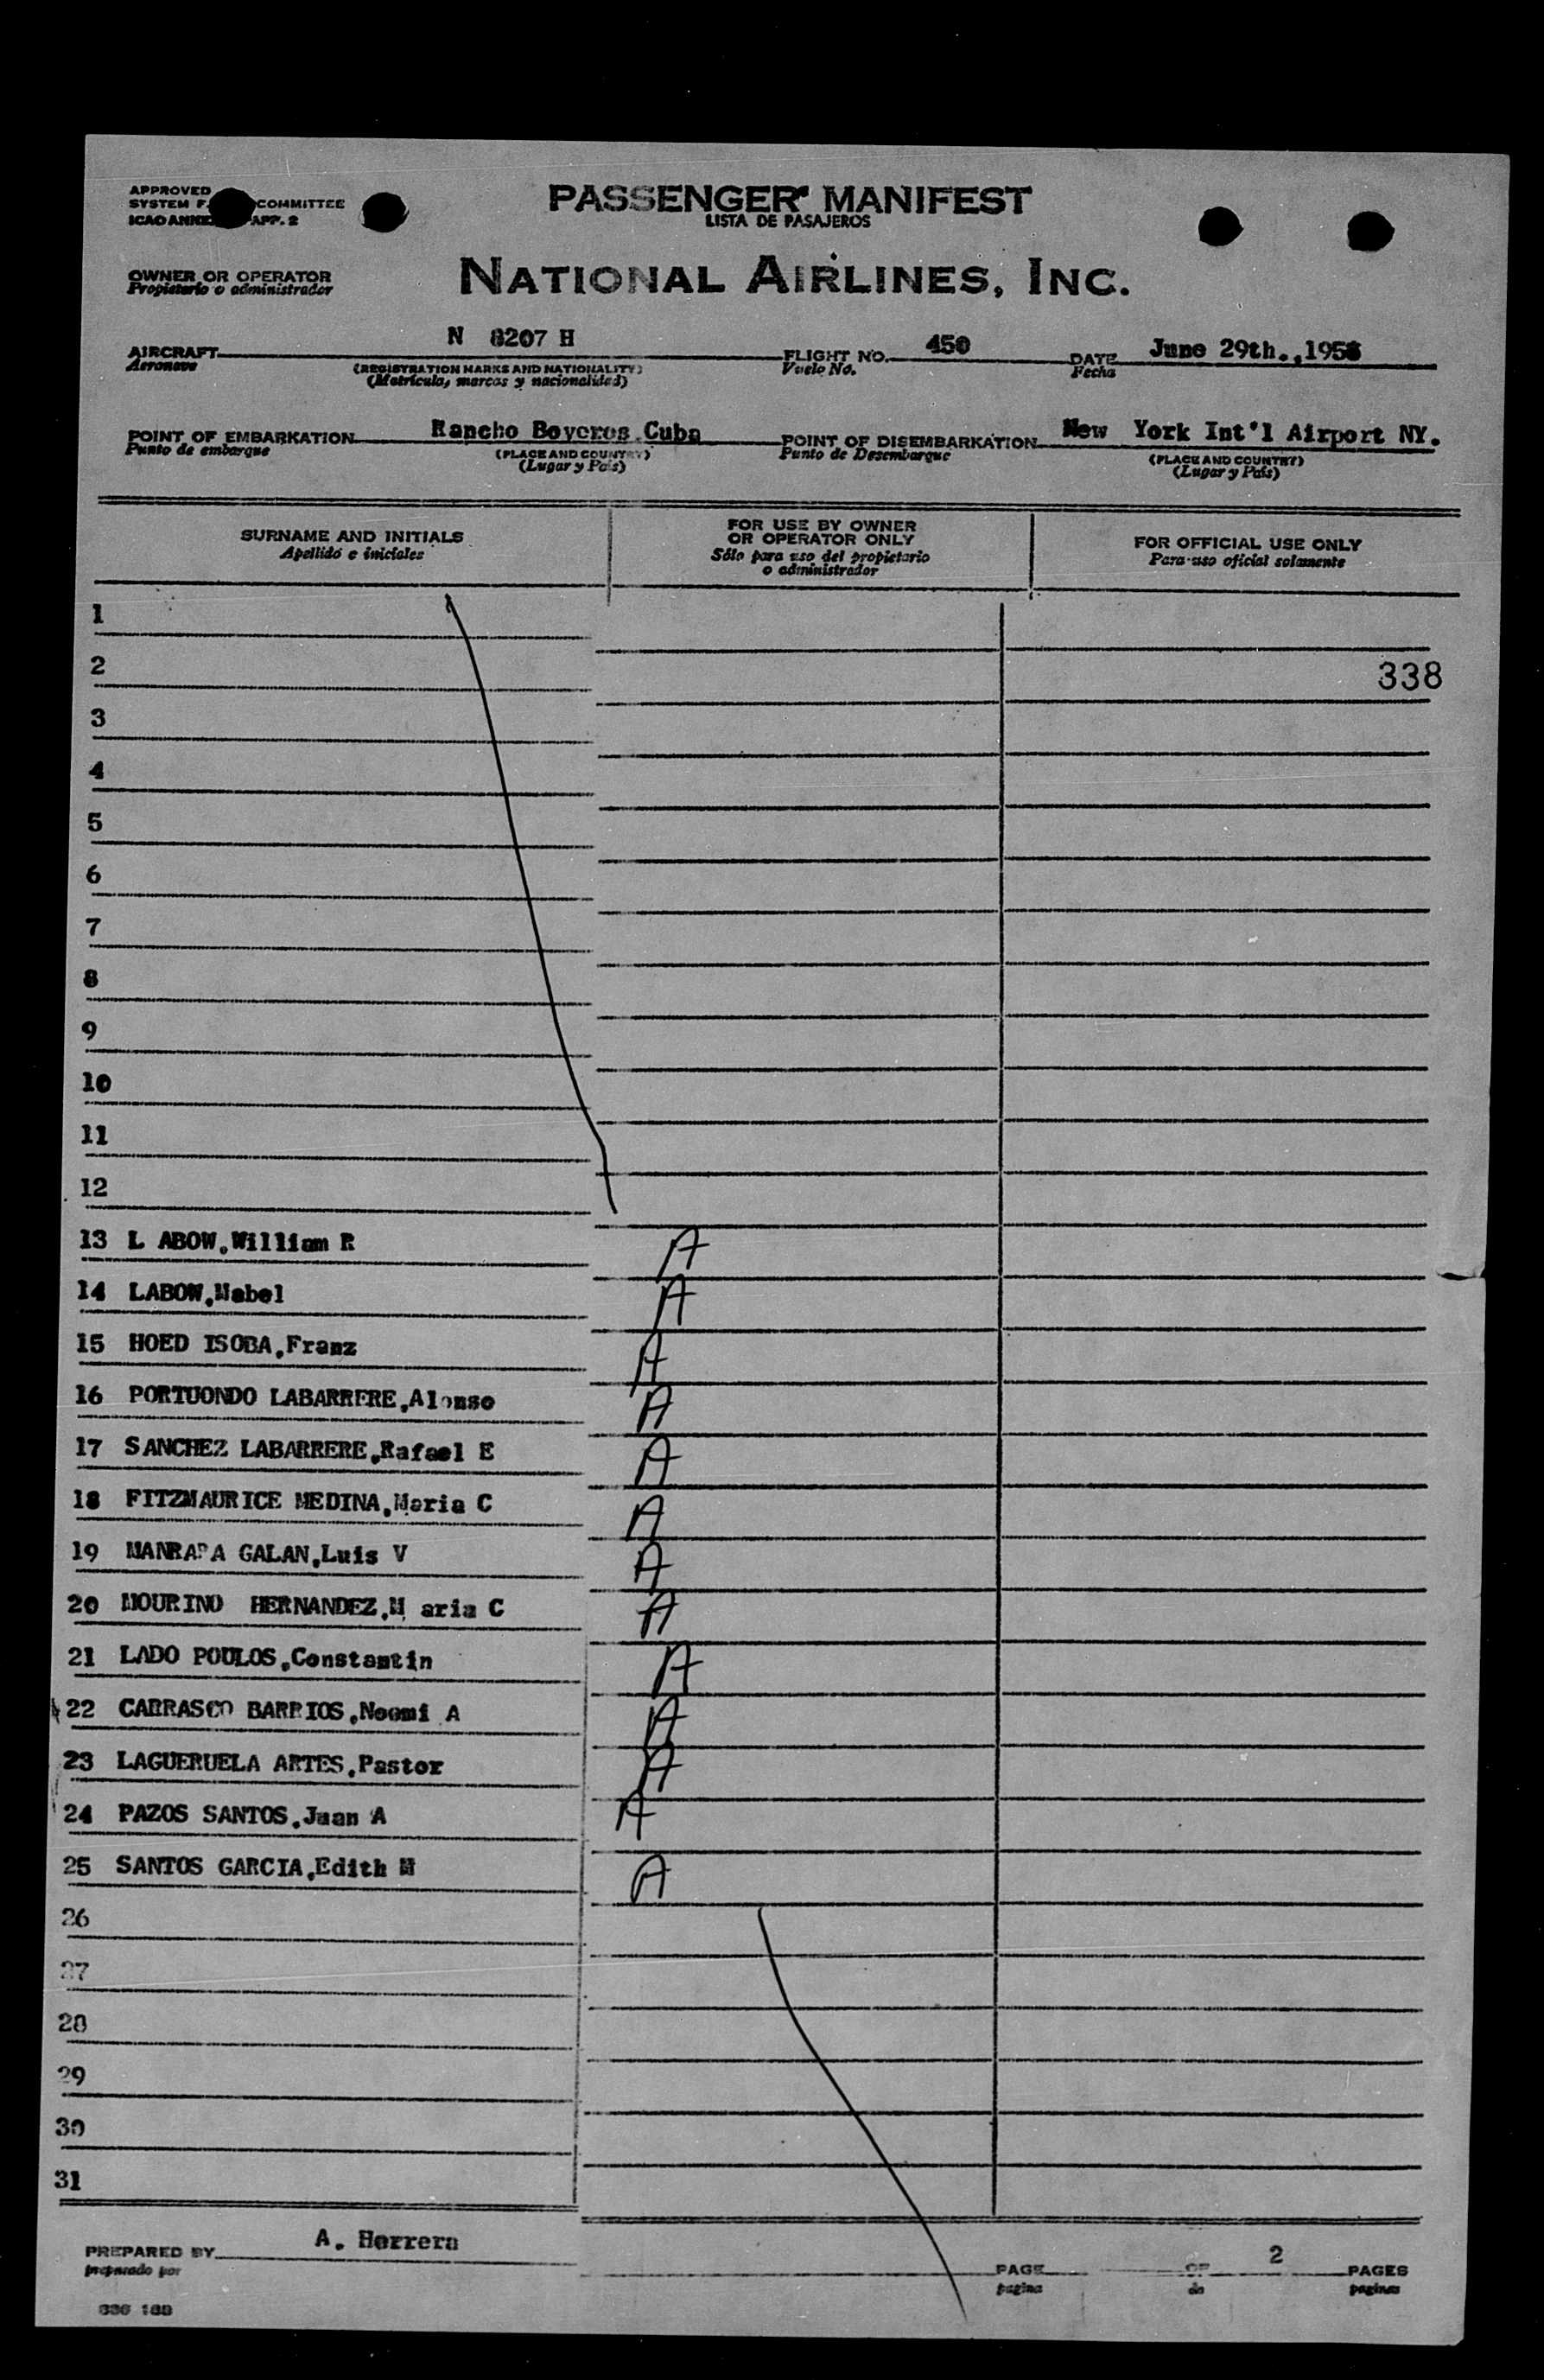 APPROVED
SYSTEM F. COMMITTEE
ICAO ANNE APP. 2
PASSENGER MANIFEST
LISTA DE PASAJEROS
OWNER OR OPERATOR
Propietario o administrador
NATIONAL AIRLINES, INC.
AIRCRAFT N 8207 H FLIGHT NO. 450 DATE June 29th.,195
Aeronave (REGISTRATION MARKS AND NATIONALITY) Vuelo No. Fecha
(Matrícula, marcas y nacionalidad)
POINT OF EMBARKATION Rancho Boyeros Cuba POINT OF DISEMBARKATION New York Int'l Airport NY.
Punto de embarque (PLACE AND COUNTRY) Punto de Desembarque (PLACE AND COUNTRY)
(Lugar y País) (Lugar y País)
SURNAME AND INITIALS
Apellido e iniciales
FOR USE BY OWNER
OR OPERATOR ONLY
Sólo para uso del propietario
o administrador
FOR OFFICIAL USE ONLY
Para uso oficial solamente
1
2 338
3
4
5
6
7
8
9
10
11
12
13 L ABOW,William R A
14 LABOW,Mabel A
15 HOED ISOBA,Franz A
16 PORTUONDO LABARRERE,Alonso A
17 SANCHEZ LABARRERE,Rafael E A
18 FITZMAURICE MEDINA,Maria C A
19 MANRARA GALAN,Luis V A
20 MOURINO HERNANDEZ,M aria C A
21 LADO POULOS,Constantin A
22 CARRASCO BARRIOS,Noemi A A
23 LAGUERUELA ARTES,Pastor A
24 PAZOS SANTOS,Juan A A
25 SANTOS GARCIA,Edith M A
26
27
28
29
30
31
PREPARED BY A. Herrera PAGE OF 2 PAGES
preparado por pagina de paginas